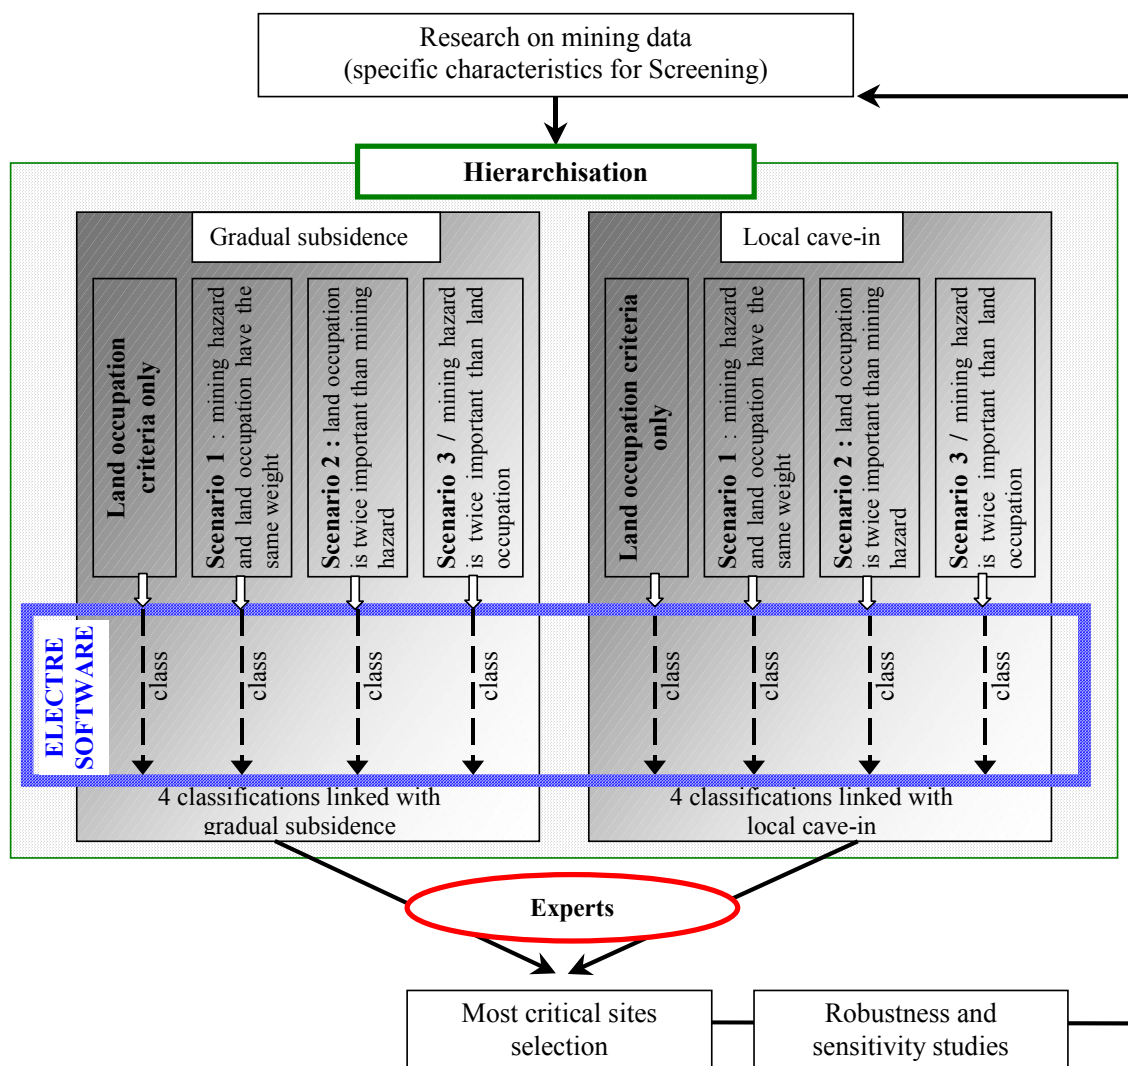 Research on mining data
(specific characteristics for Screening)
Hierarchisation
Gradual subsidence
Land occupation
criteria only
Scenario 1 : mining hazard
and land occupation have the
same weight
Scenario 2 : land occupation
is twice important than mining
hazard
Scenario 3 / mining hazard
is twice important than land
occupation
Local cave-in
Land occupation criteria
only
Scenario 1 : mining hazard
and land occupation have the
same weight
Scenario 2 : land occupation
is twice important than mining
hazard
Scenario 3 / mining hazard
is twice important than land
occupation
ELECTRE
SOFTWARE
class
class
class
class
class
class
class
class
4 classifications linked with
gradual subsidence
4 classifications linked with
local cave-in
Experts
Most critical sites
selection
Robustness and
sensitivity studies